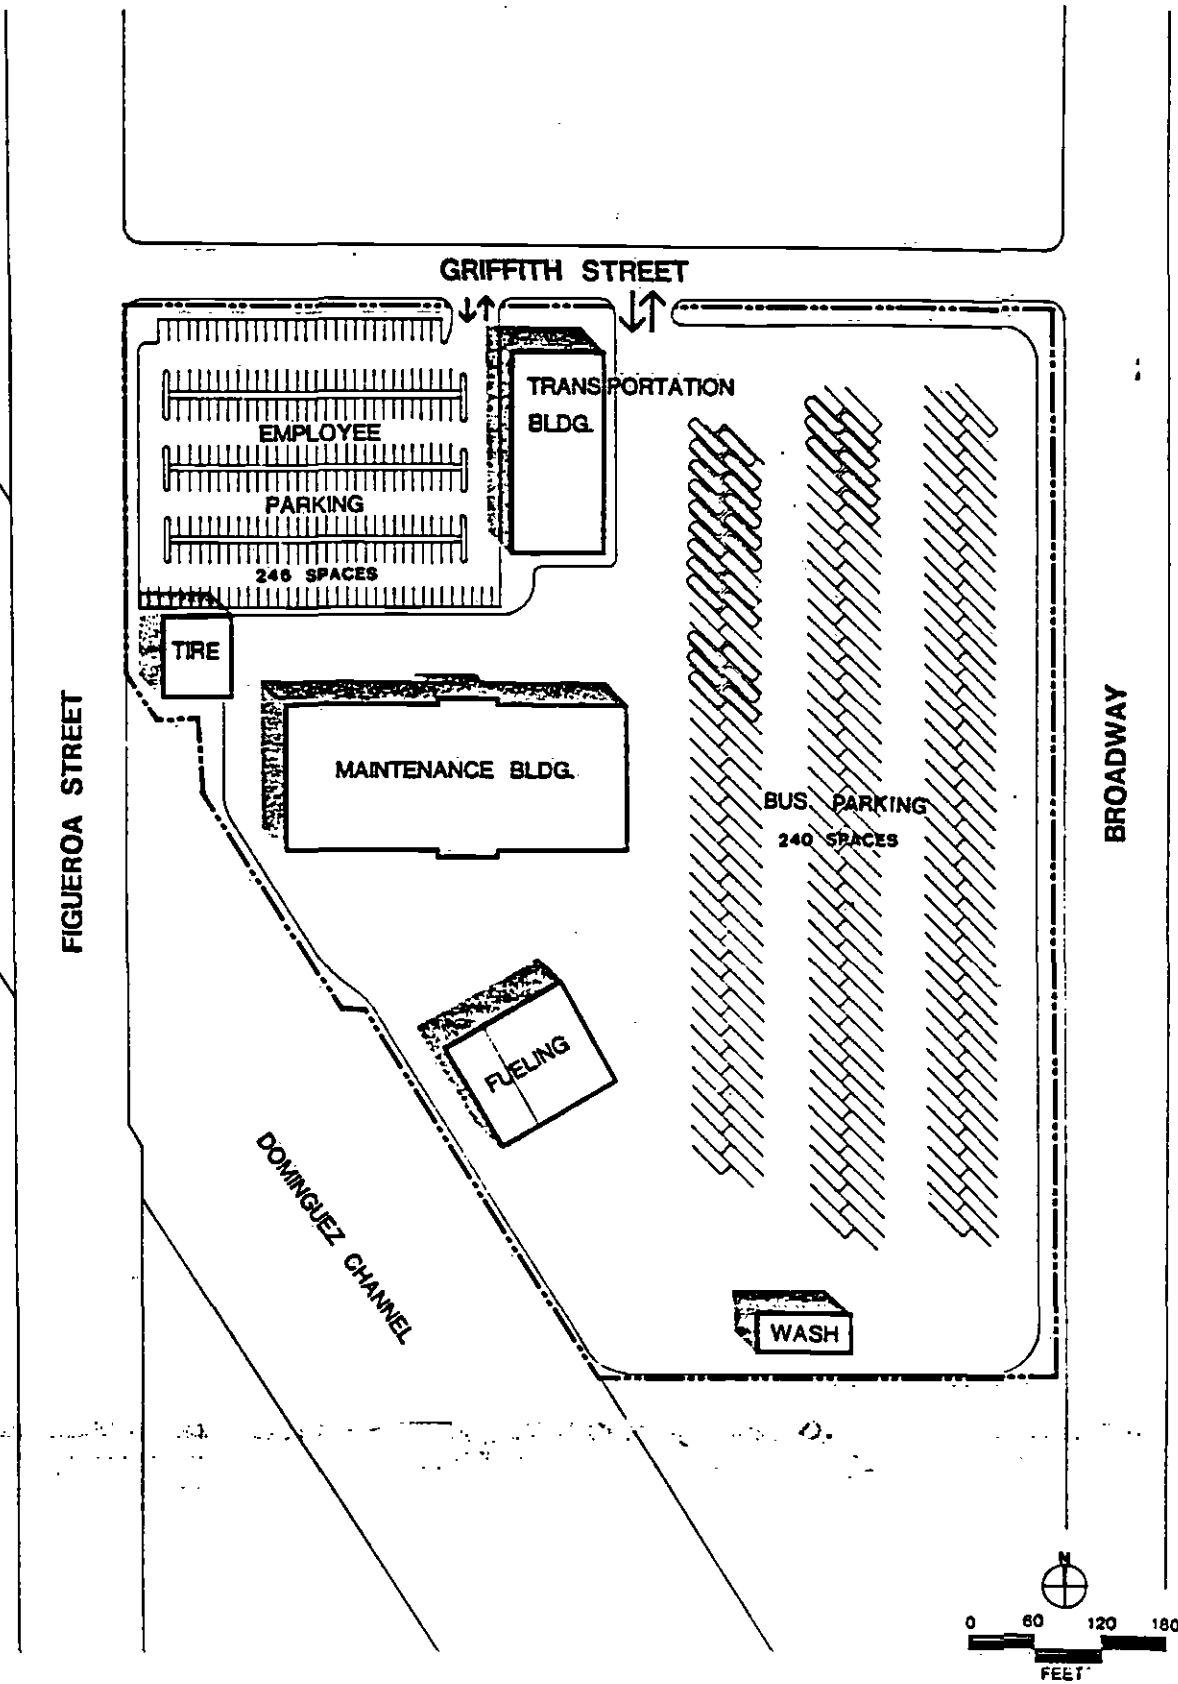 GRIFFITH STREET
TRANSPORTATION
BLDG.
EMPLOYEE
PARKING
246 SPACES
TIRE
MAINTENANCE BLDG.
FIGUEROA STREET
BROADWAY
BUS PARKING
240 SPACES
FUELING
DOMINGUEZ CHANNEL
WASH
N
0 60 120 180
FEET